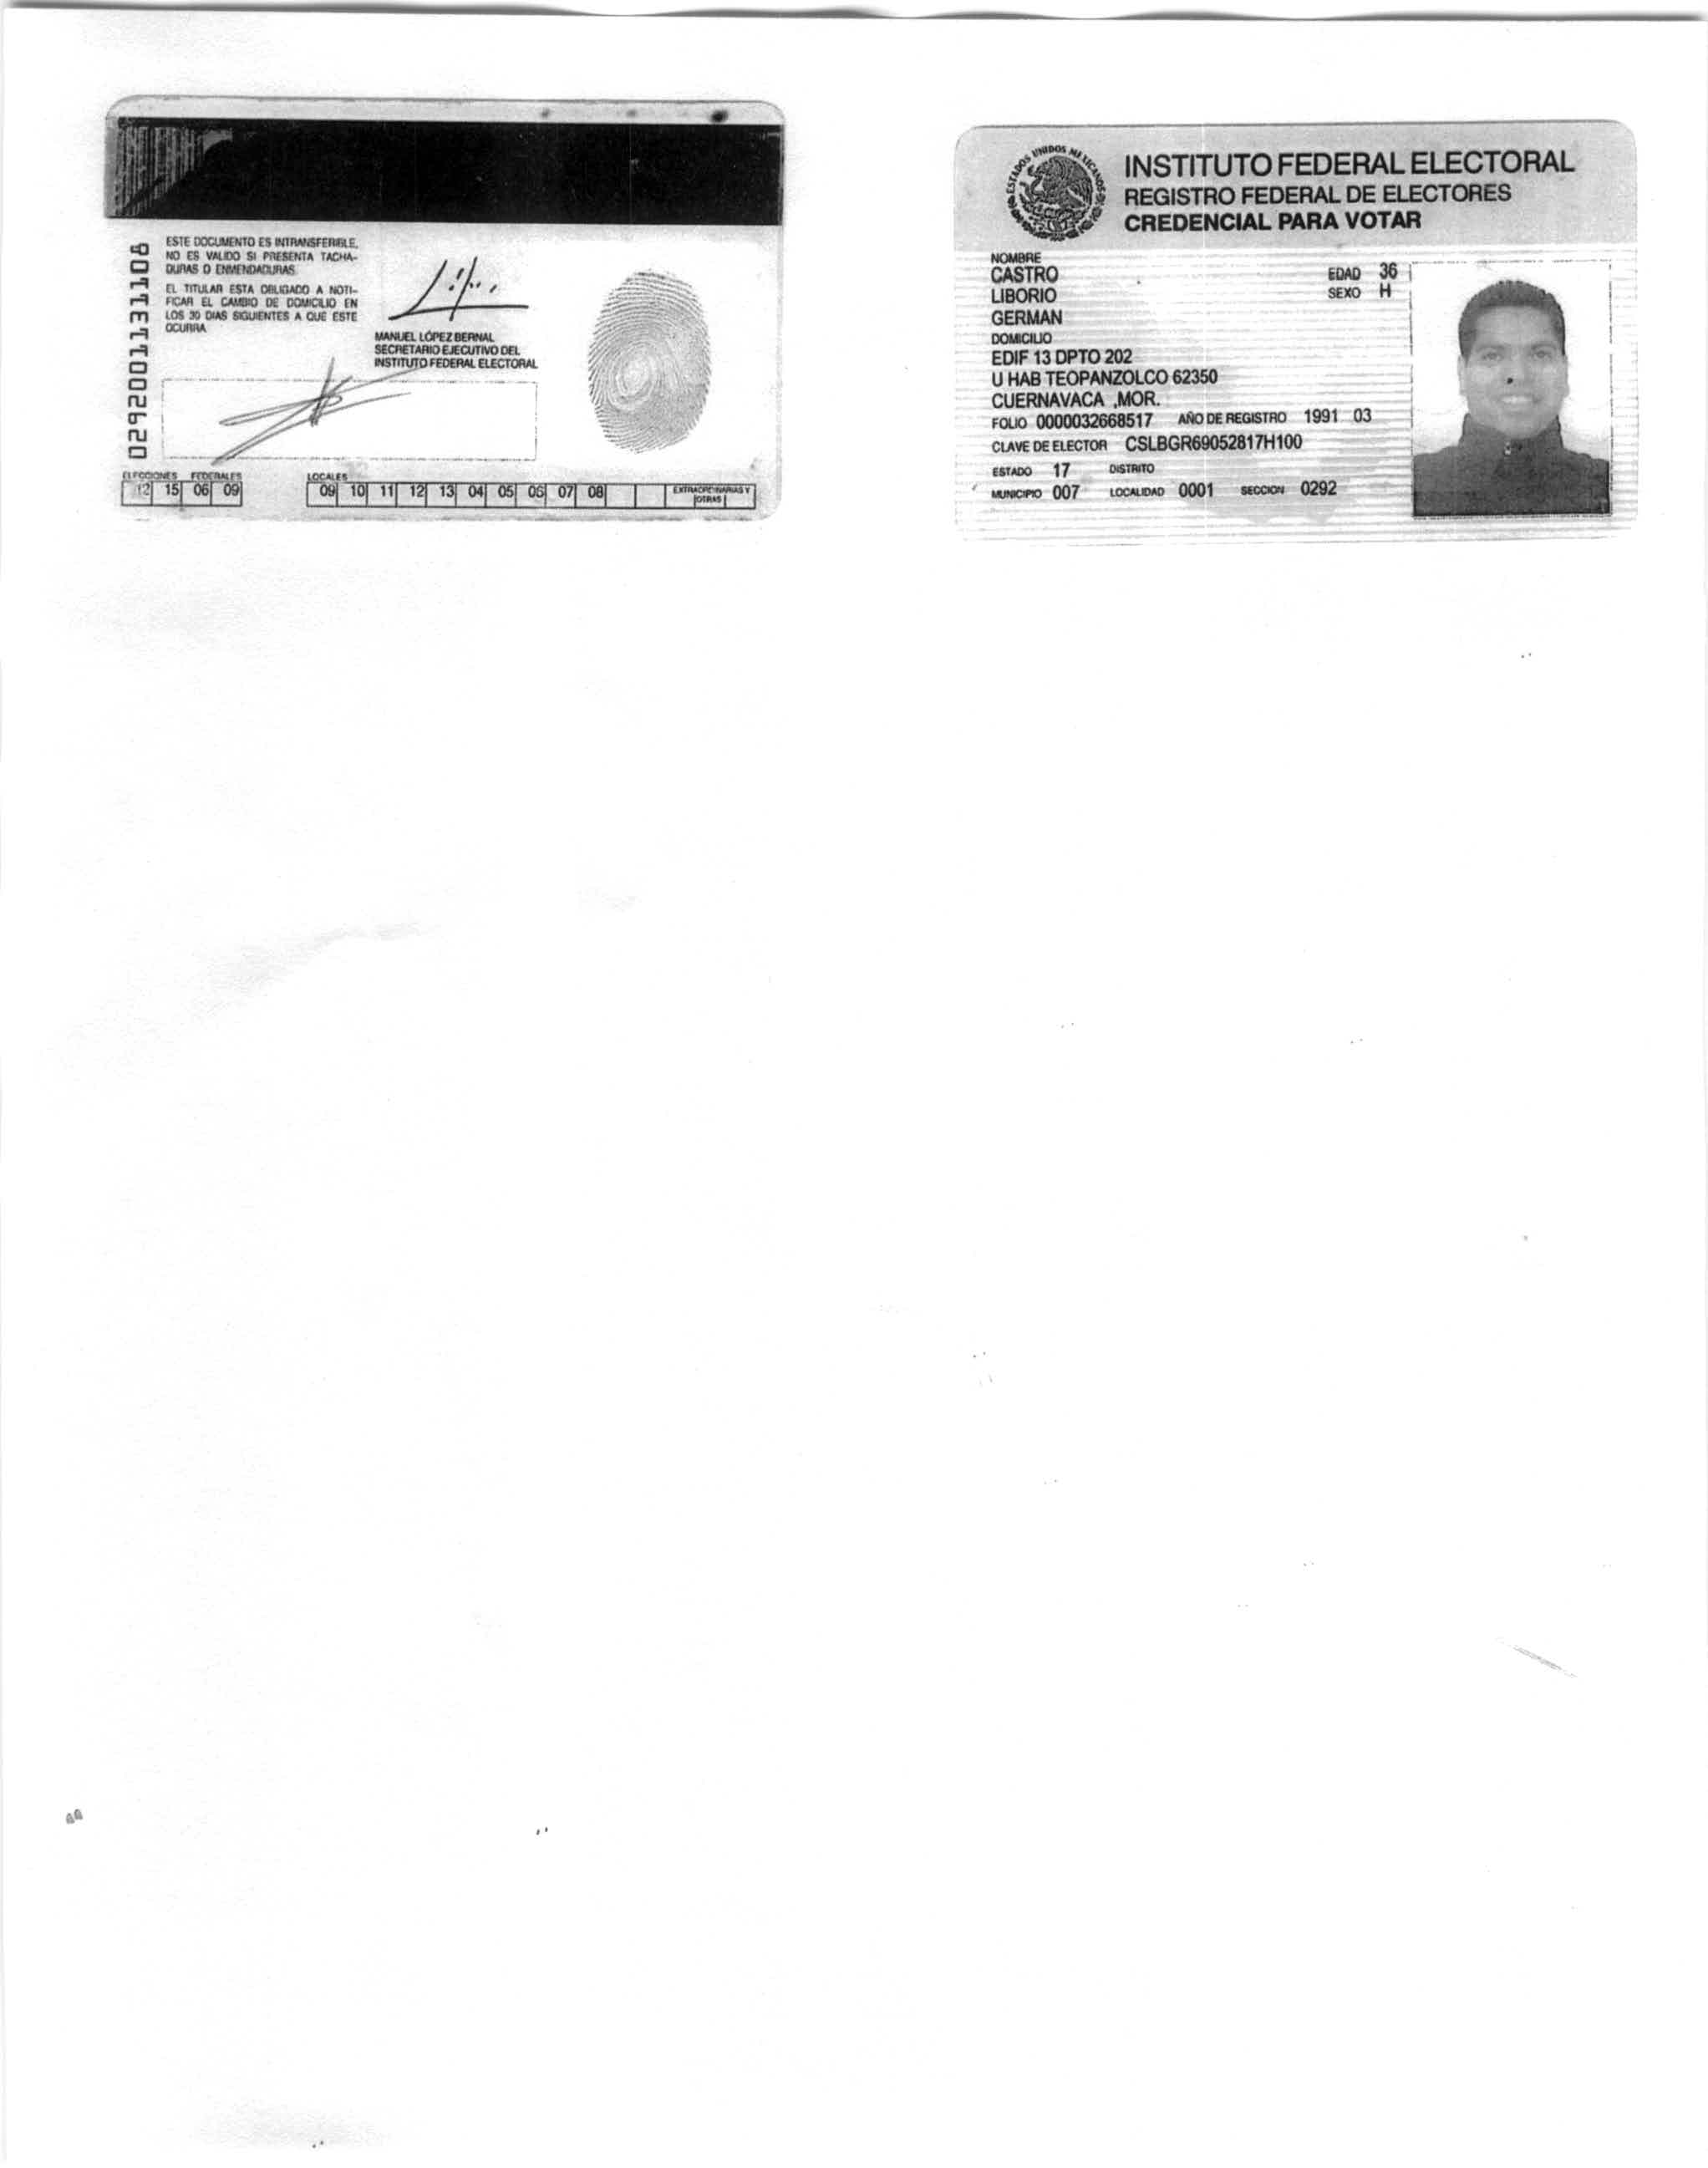 0292001131108
ESTE DOCUMENTO ES INTRANSFERIBLE,
NO ES VALIDO SI PRESENTA TACHA-
DURAS O ENMENDADURAS.
EL TITULAR ESTA OBLIGADO A NOTI-
FICAR EL CAMBIO DE DOMICILIO EN
LOS 30 DIAS SIGUIENTES A QUE ESTE
OCURRA
MANUEL LÓPEZ BERNAL
SECRETARIO EJECUTIVO DEL
INSTITUTO FEDERAL ELECTORAL
ELECCIONES FEDERALES
12 15 06 09
LOCALES
09 10 11 12 13 04 05 06 07 08
EXTRAORDINARIAS Y
OTRAS
ESTADOS UNIDOS MEXICANOS
INSTITUTO FEDERAL ELECTORAL
REGISTRO FEDERAL DE ELECTORES
CREDENCIAL PARA VOTAR
NOMBRE
CASTRO
LIBORIO
GERMAN
EDAD 36
SEXO H
DOMICILIO
EDIF 13 DPTO 202
U HAB TEOPANZOLCO 62350
CUERNAVACA ,MOR.
FOLIO 0000032668517 AÑO DE REGISTRO 1991 03
CLAVE DE ELECTOR CSLBGR69052817H100
ESTADO 17 DISTRITO
MUNICIPIO 007 LOCALIDAD 0001 SECCION 0292